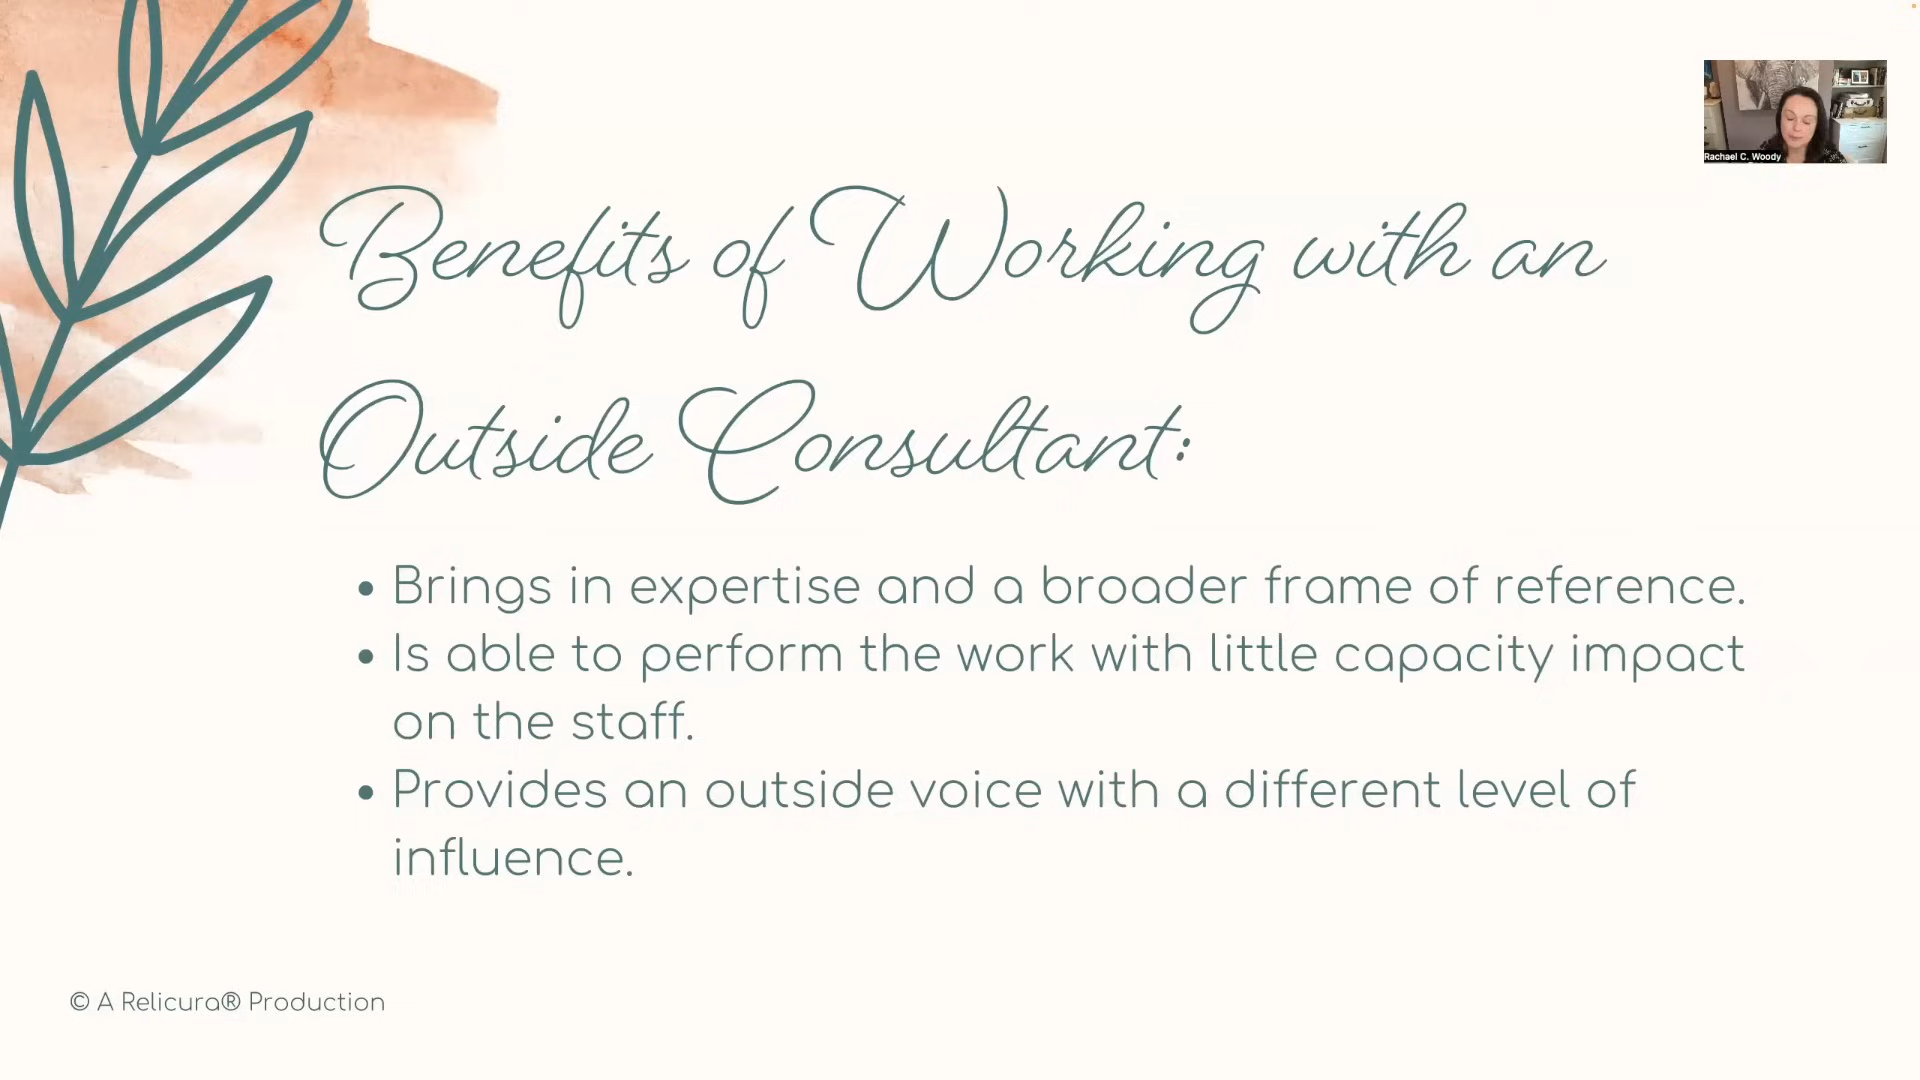 Rachael C. Woody
Benefits of Working with an
Outside Consultant:
• Brings in expertise and a broader frame of reference.
• Is able to perform the work with little capacity impact
on the staff.
• Provides an outside voice with a different level of
influence.
© A Relicura® Production